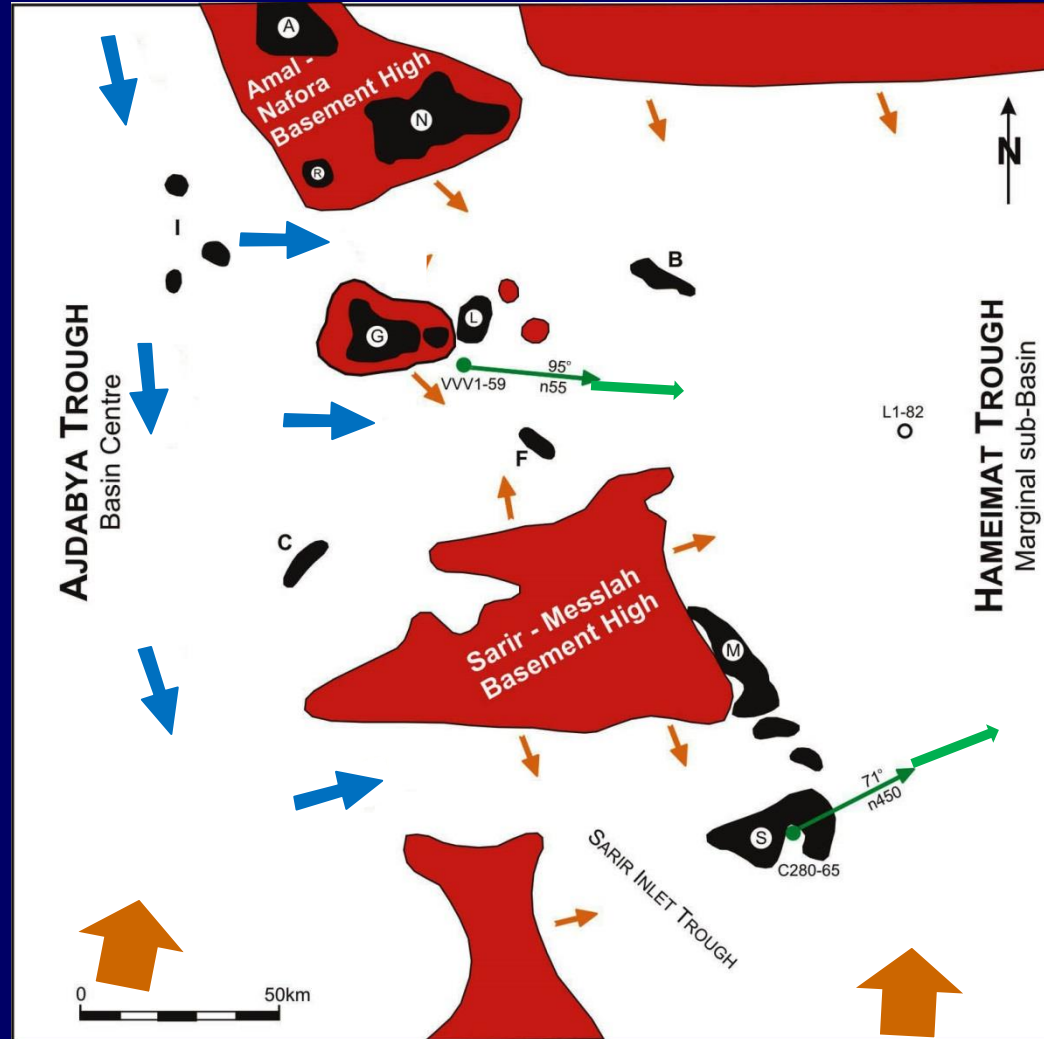 A
Amal -
Nafora
Basement High
N
R
N
I
B
AJDABYA TROUGH
Basin Centre
G
L
VVV1-59
95°
n55
L1-82
HAMEIMAT TROUGH
Marginal sub-Basin
F
C
Sarir - Messlah
Basement High
M
71°
n450
S
C280-65
SARIR INLET TROUGH
0
50km